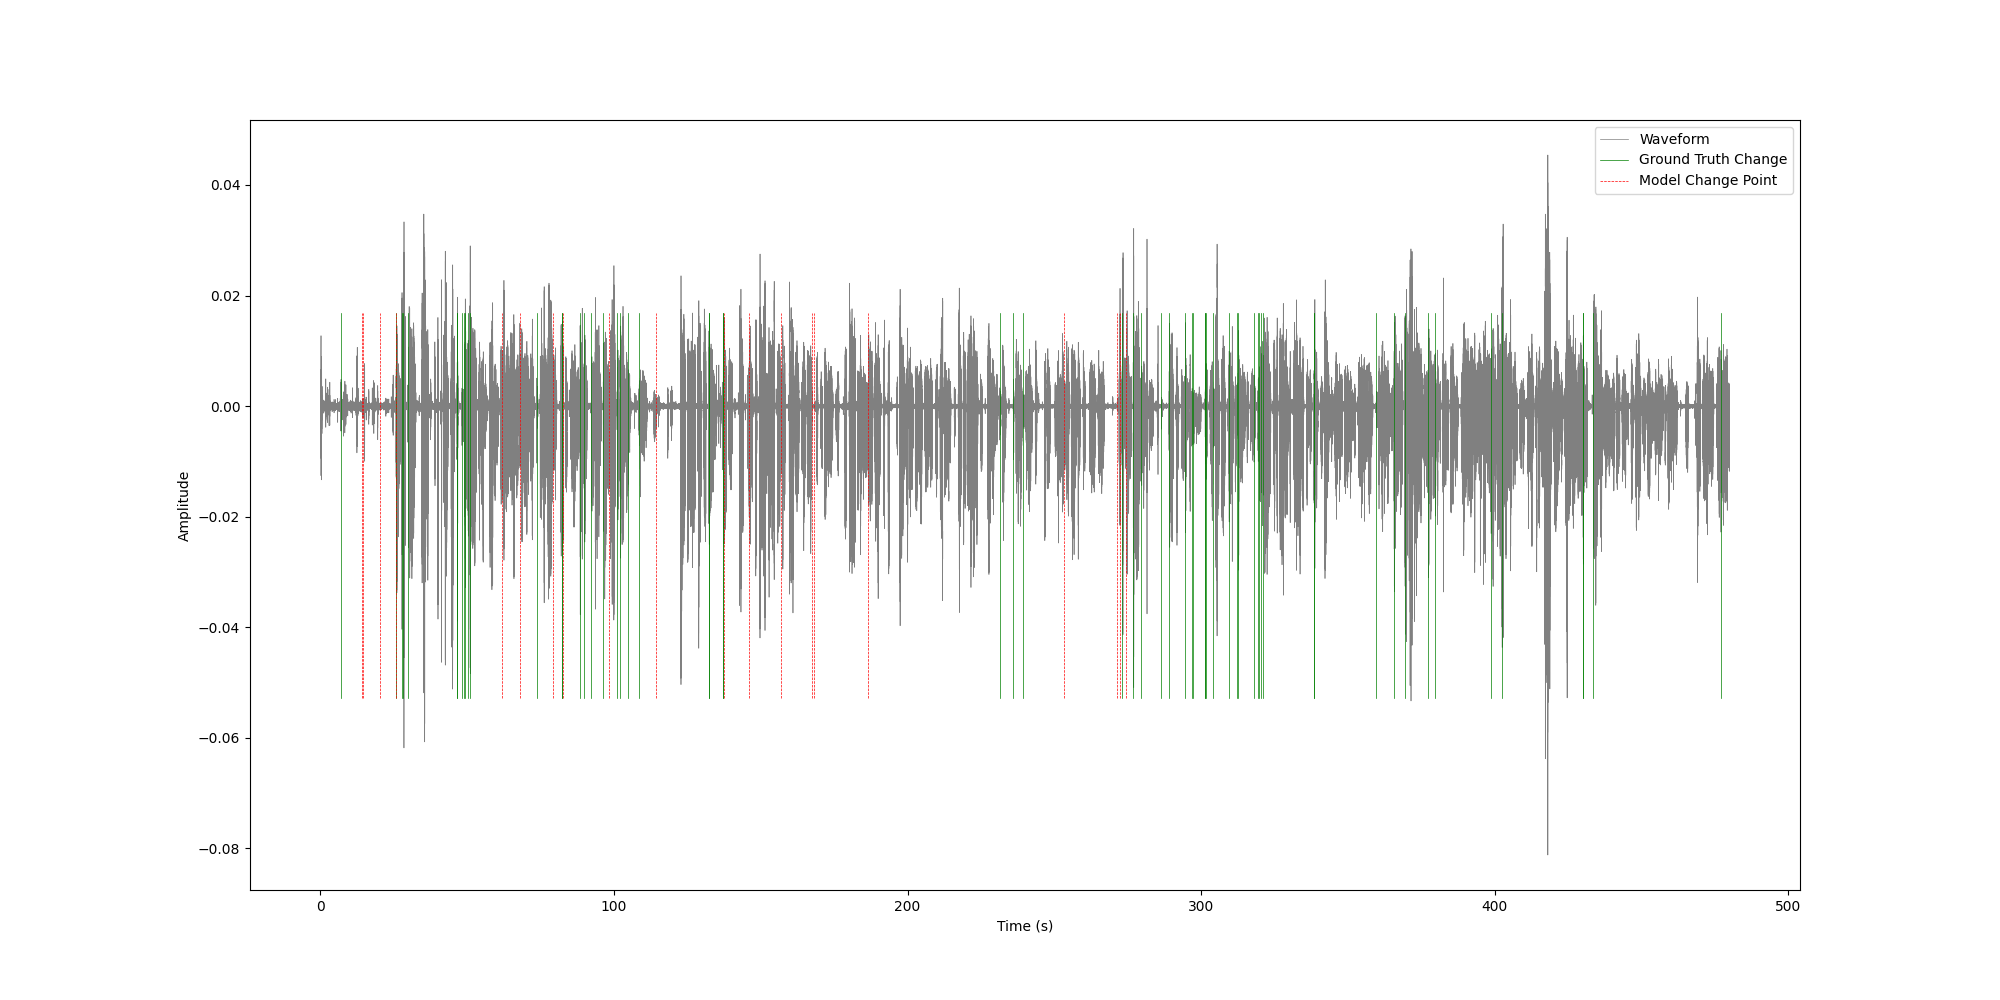 Waveform
Ground Truth Change
Model Change Point
Amplitude
0.04
0.02
0.00
−0.02
−0.04
−0.06
−0.08
0
100
200
300
400
500
Time (s)